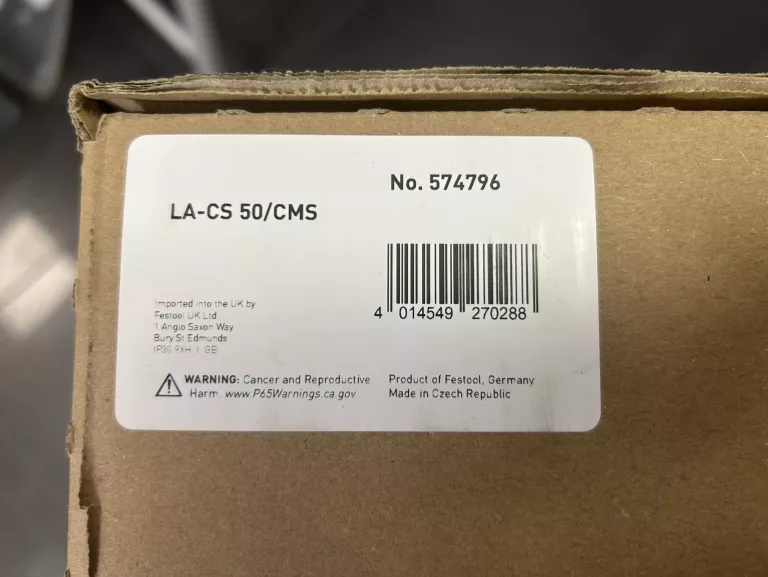 No. 574796
LA-CS 50/CMS
4 014549 270288
Imported into the UK by
Festool UK Ltd
1 Anglo Saxon Way
Bury St Edmunds
IP30 9XH | GB
WARNING: Cancer and Reproductive
Harm. www.P65Warnings.ca.gov
Product of Festool, Germany
Made in Czech Republic